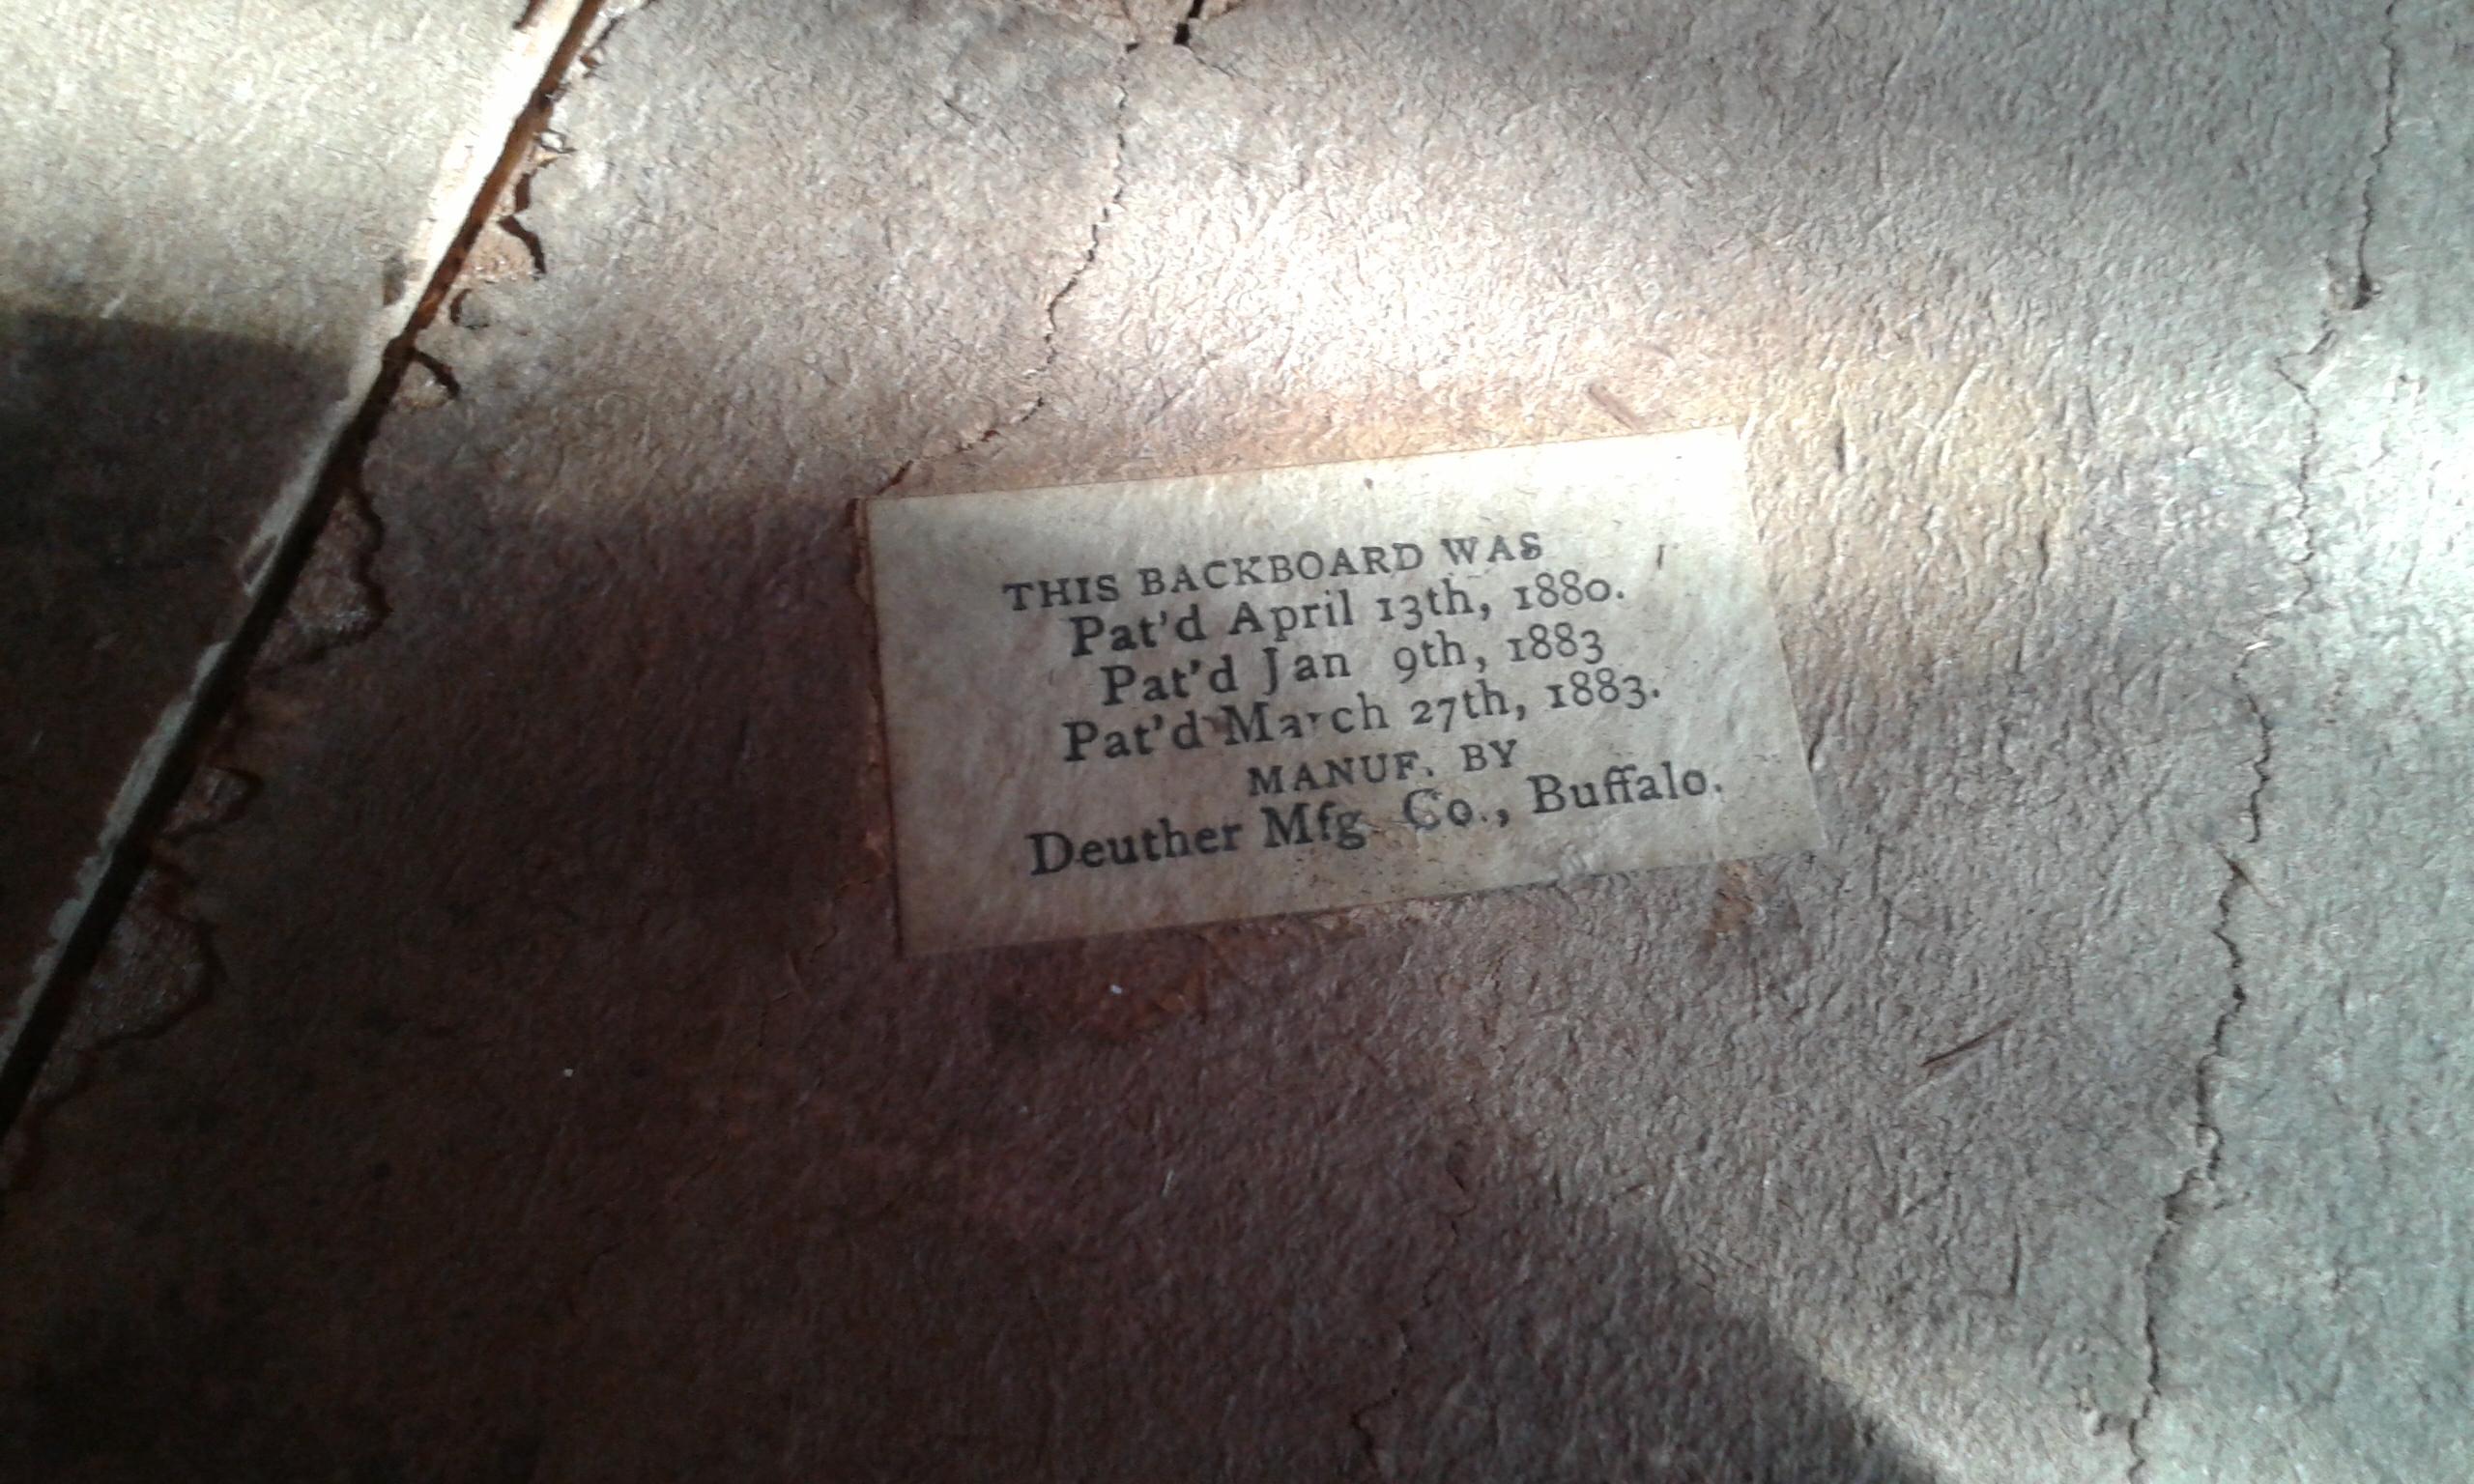 THIS BACKBOARD WAS
Pat'd April 13th, 1880.
Pat'd Jan 9th, 1883
Pat'd March 27th, 1883.
MANUF. BY
Deuther Mfg Co., Buffalo.